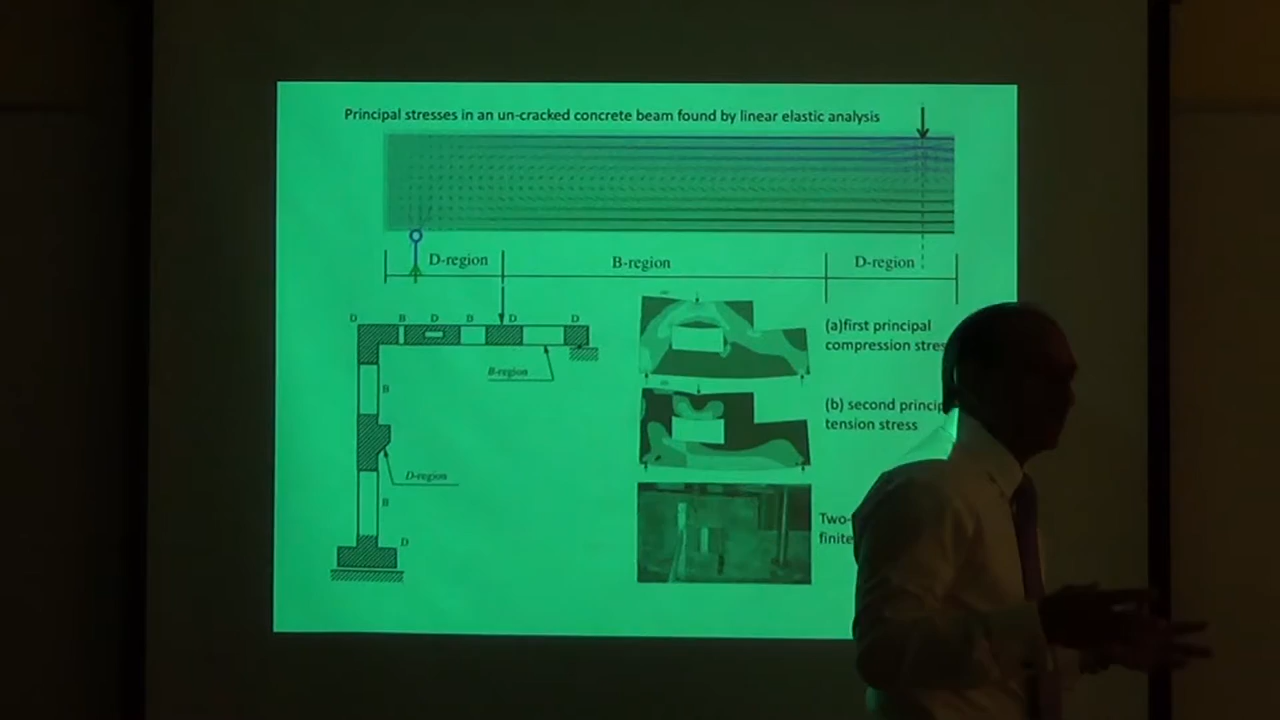 Principal stresses in an un-cracked concrete beam found by linear elastic analysis
D-region
B-region
D-region
D
B
D
D
D
D
B-region
B
D-region
B
D
(a)first principal
compression stres
(b) second princip
tension stress
Two-
finite